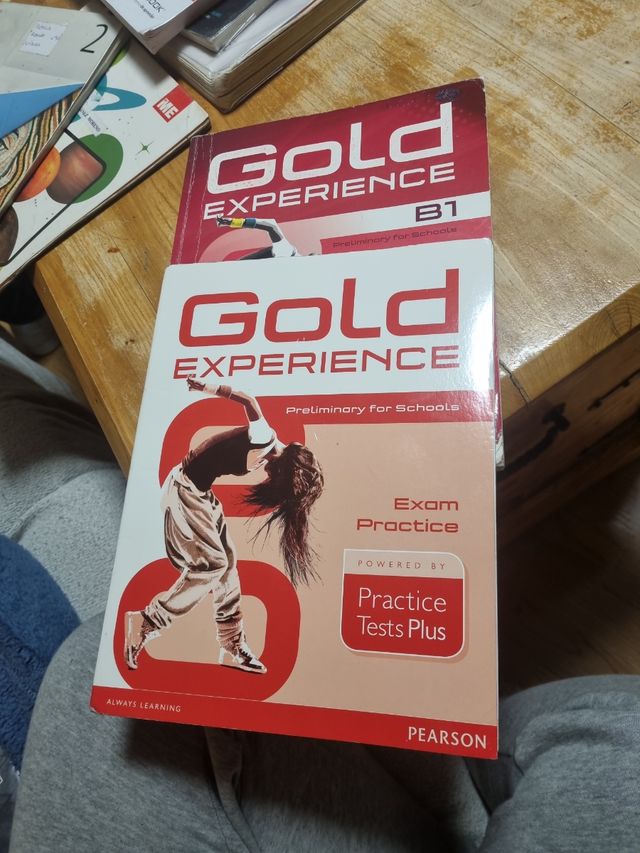 2
ME
Gold
EXPERIENCE
B1
Preliminary for Schools
Gold
EXPERIENCE
Preliminary for Schools
Exam
Practice
POWERED BY
Practice
Tests Plus
ALWAYS LEARNING
PEARSON